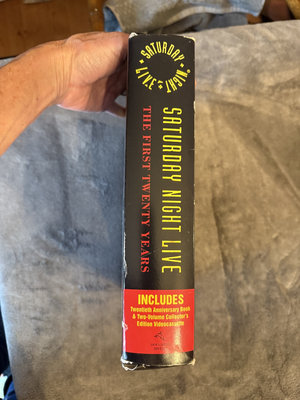 SATURDAY
NIGHT
LIVE
SATURDAY NIGHT LIVE
THE FIRST TWENTY YEARS
INCLUDES
Twentieth Anniversary Book
& Two-Volume Collector's
Edition Videocassette